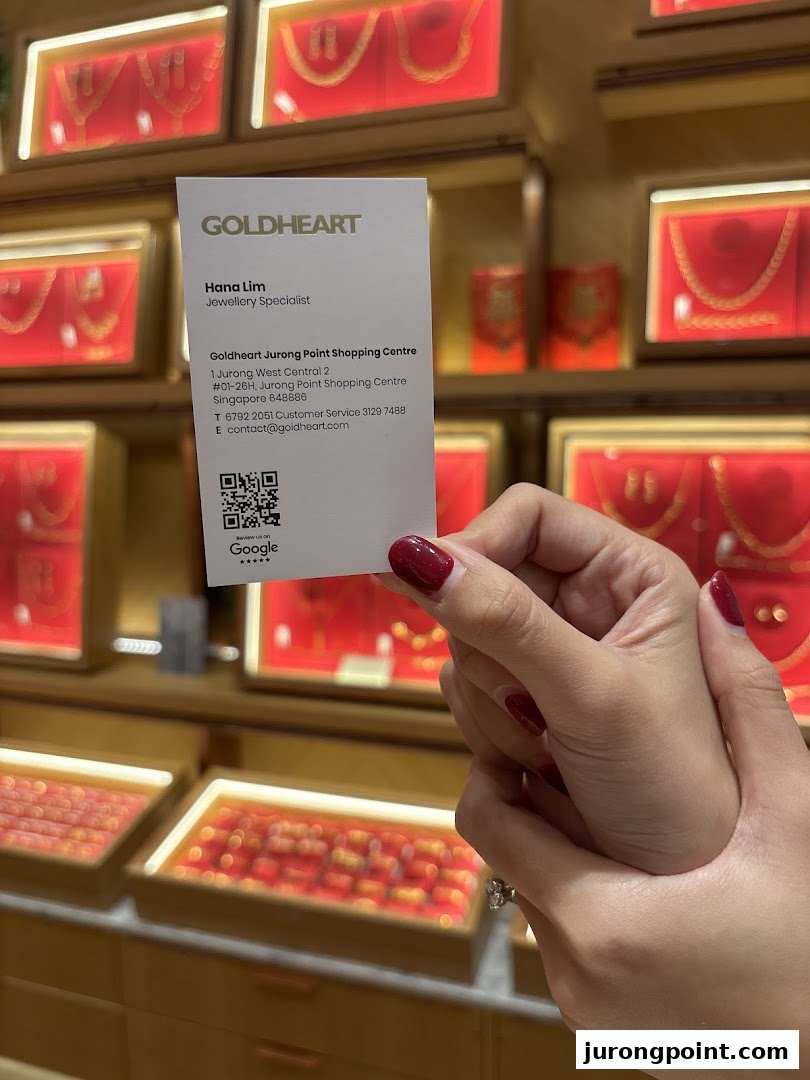 GOLDHEART
Hana Lim
Jewellery Specialist
Goldheart Jurong Point Shopping Centre
1 Jurong West Central 2
#01-26H, Jurong Point Shopping Centre
Singapore 648886
T 6792 2051 Customer Service 3129 7488
E contact@goldheart.com
Review us on
Google
jurongpoint.com